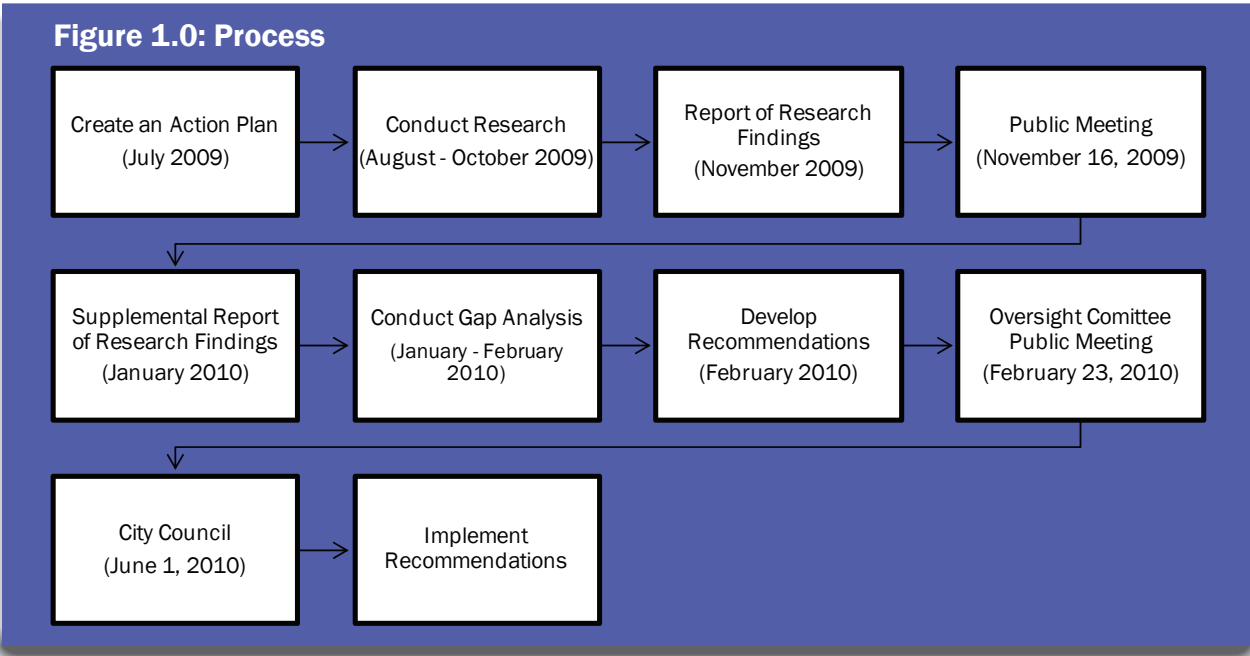 Figure 1.0: Process
Create an Action Plan
(July 2009)
Conduct Research
(August - October 2009)
Report of Research
Findings
(November 2009)
Public Meeting
(November 16, 2009)
Supplemental Report
of Research Findings
(January 2010)
Conduct Gap Analysis
(January - February
2010)
Develop
Recommendations
(February 2010)
Oversight Comittee
Public Meeting
(February 23, 2010)
City Council
(June 1, 2010)
Implement
Recommendations